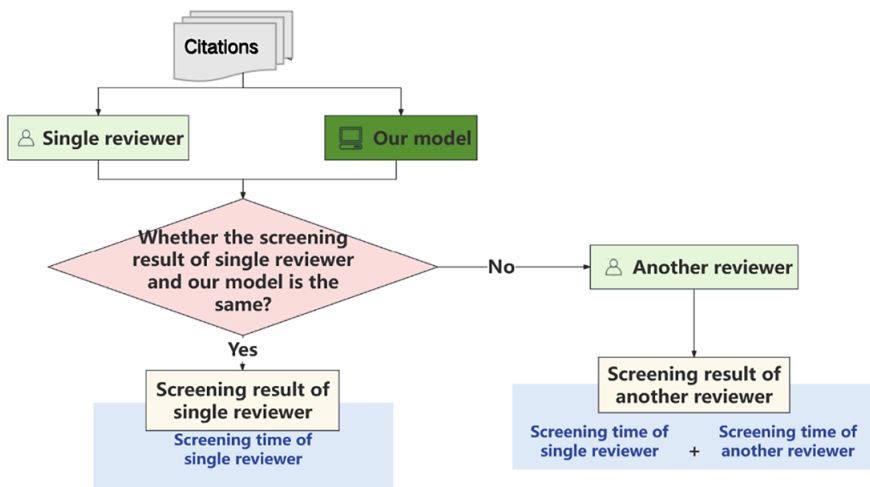 Citations
Single reviewer
Our model
Whether the screening
result of single reviewer
and our model is the
same?
No
Another reviewer
Yes
Screening result of
single reviewer
Screening time of
single reviewer
Screening result of
another reviewer
Screening time of
single reviewer
+
Screening time of
another reviewer